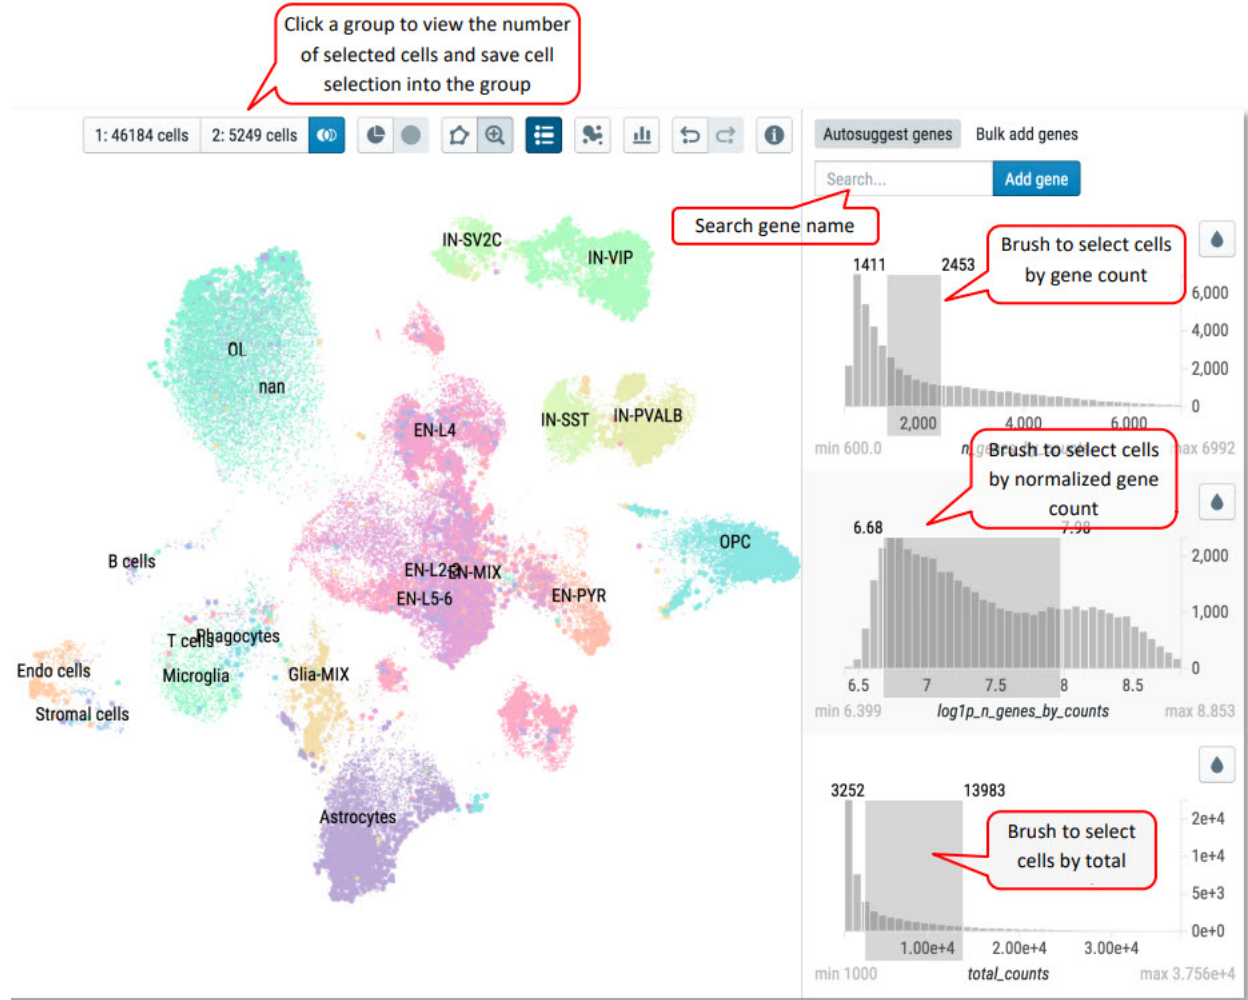 Click a group to view the number
of selected cells and save cell
selection into the group
1: 46184 cells
2: 5249 cells
Autosuggest genes
Bulk add genes
Search...
Add gene
Search gene name
Brush to select cells
by gene count
1411
2453
6,000
4,000
2,000
0
2,000
4,000
6,000
min 600.0
max 6992
Brush to select cells
by normalized gene
count
6.68
7.98
2,000
1,000
0
6.5
7
7.5
8
8.5
min 6.399
log1p_n_genes_by_counts
max 8.853
3252
13983
Brush to select
cells by total
2e+4
1e+4
5e+3
0e+0
1.00e+4
2.00e+4
3.00e+4
min 1000
total_counts
max 3.756e+4
IN-SV2C
IN-VIP
OL
nan
EN-L4
IN-SST
IN-PVALB
OPC
B cells
EN-MIX
EN-L5-6
EN-PYR
T cells
Phagocytes
Endo cells
Microglia
Glia-MIX
Stromal cells
Astrocytes